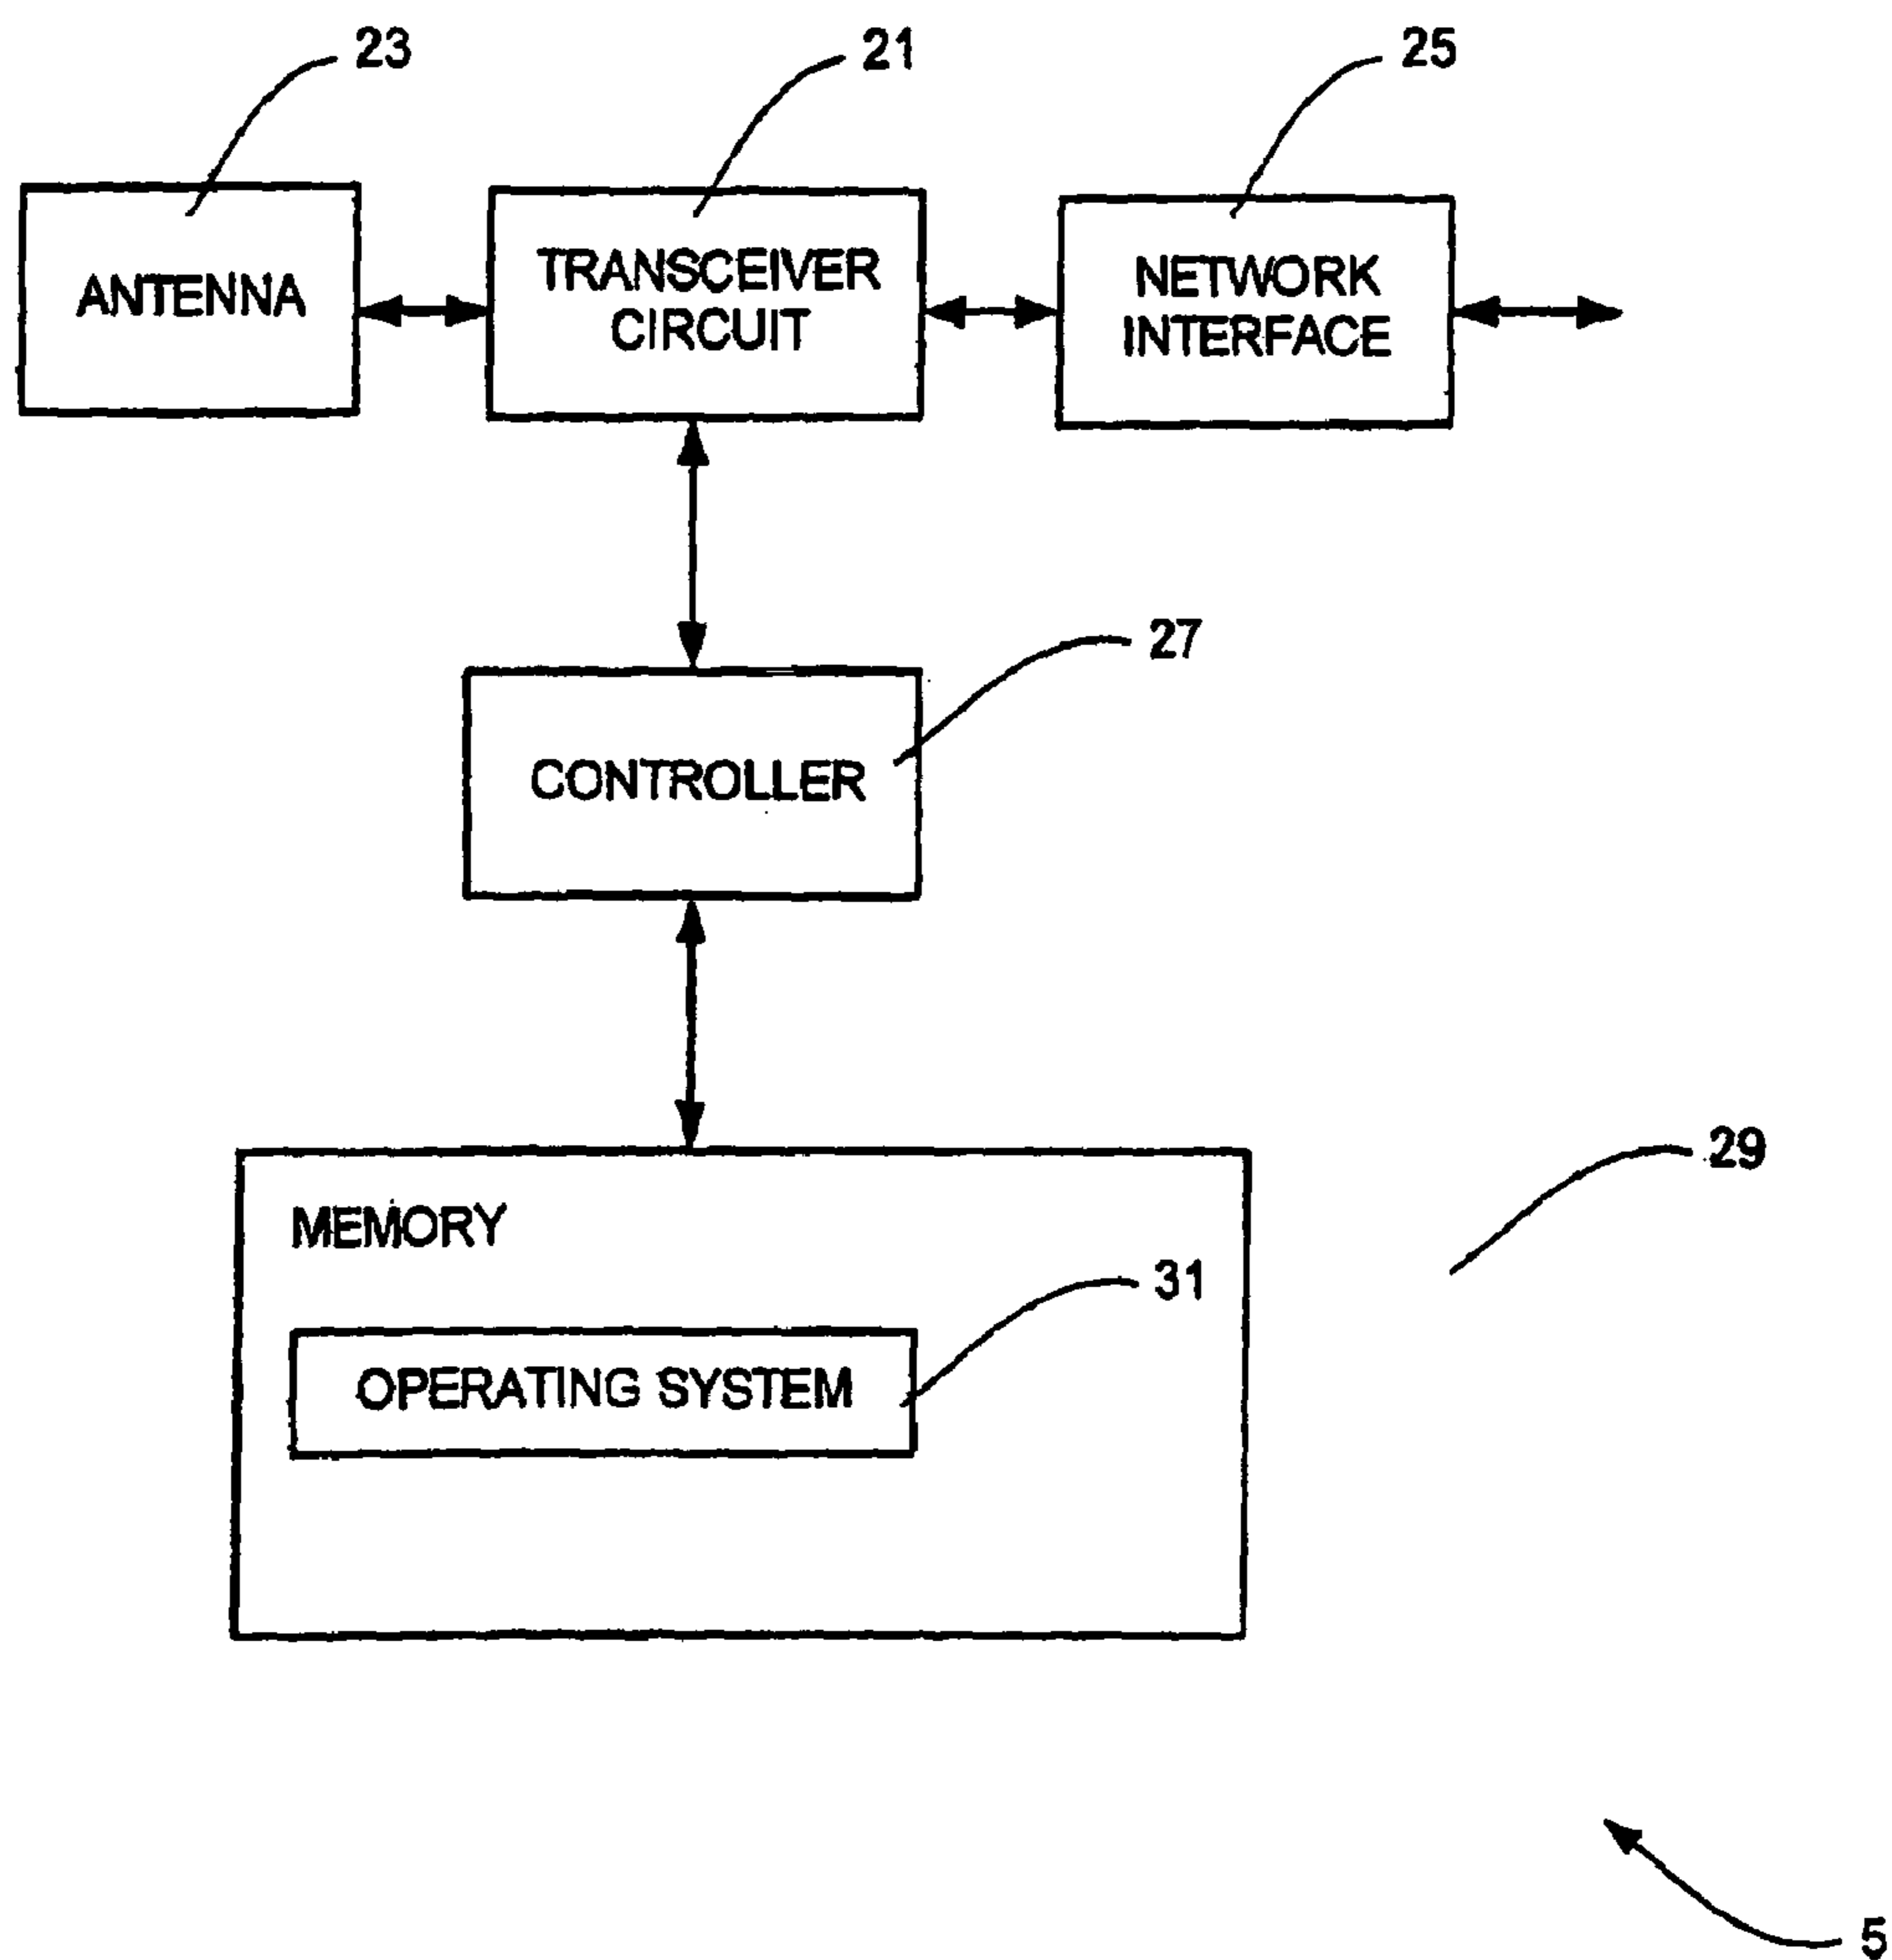 23
21
25
ANTENNA
TRANSCEIVER
CIRCUIT
NETWORK
INTERFACE
27
CONTROLLER
29
MEMORY
31
OPERATING SYSTEM
5